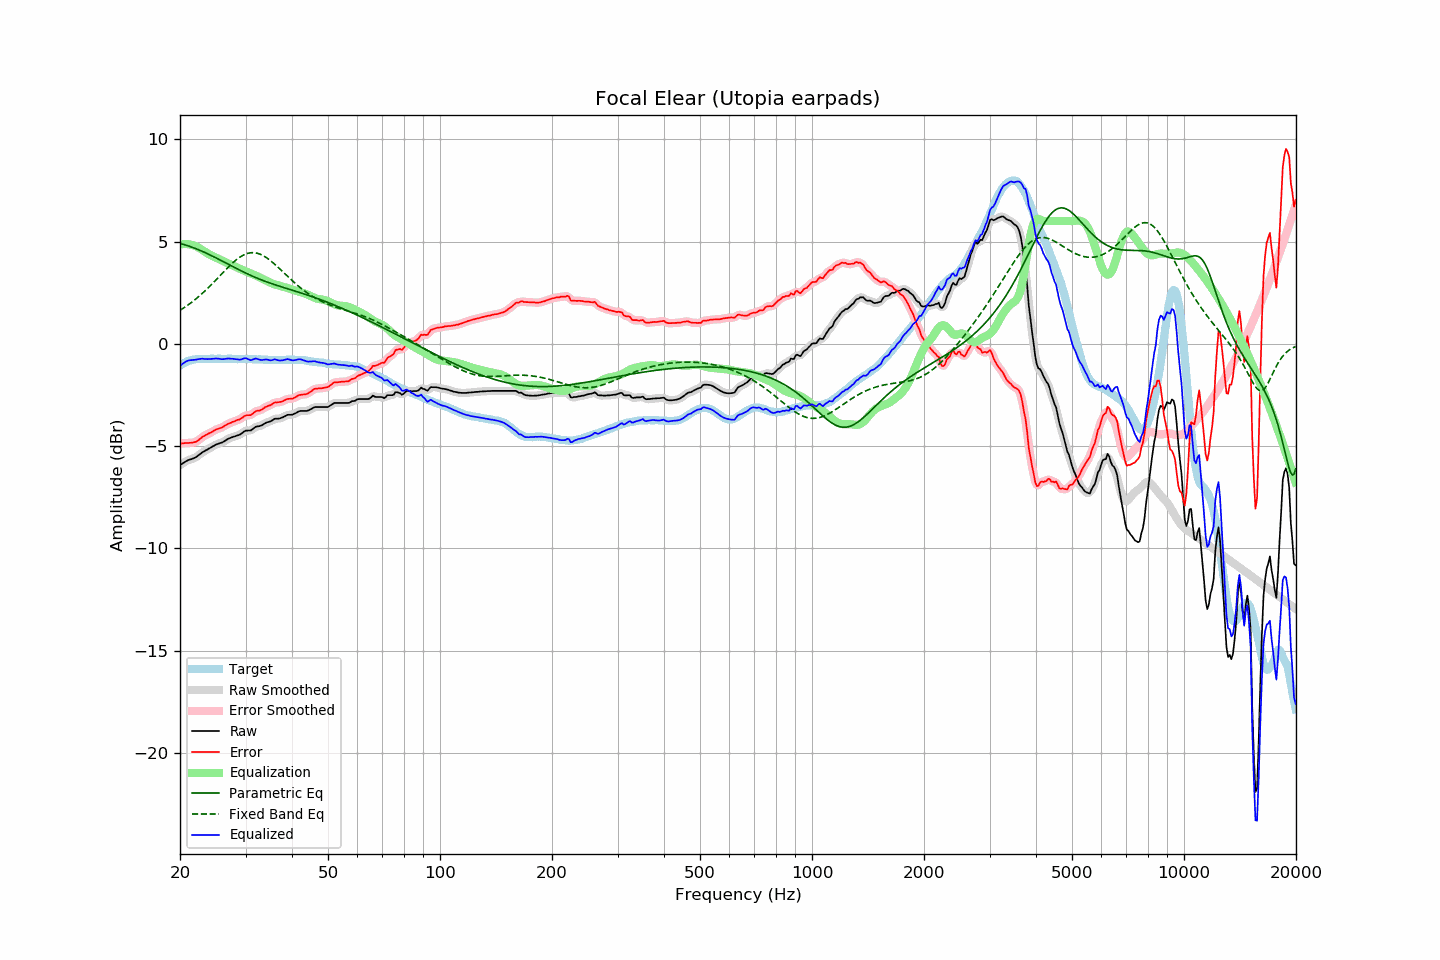 Focal Elear (Utopia earpads)
10
5
0
−5
−10
−15
−20
Amplitude (dBr)
Target
Raw Smoothed
Error Smoothed
Raw
Error
Equalization
Parametric Eq
Fixed Band Eq
Equalized
20 50 100 200 500 1000 2000 5000 10000 20000
Frequency (Hz)